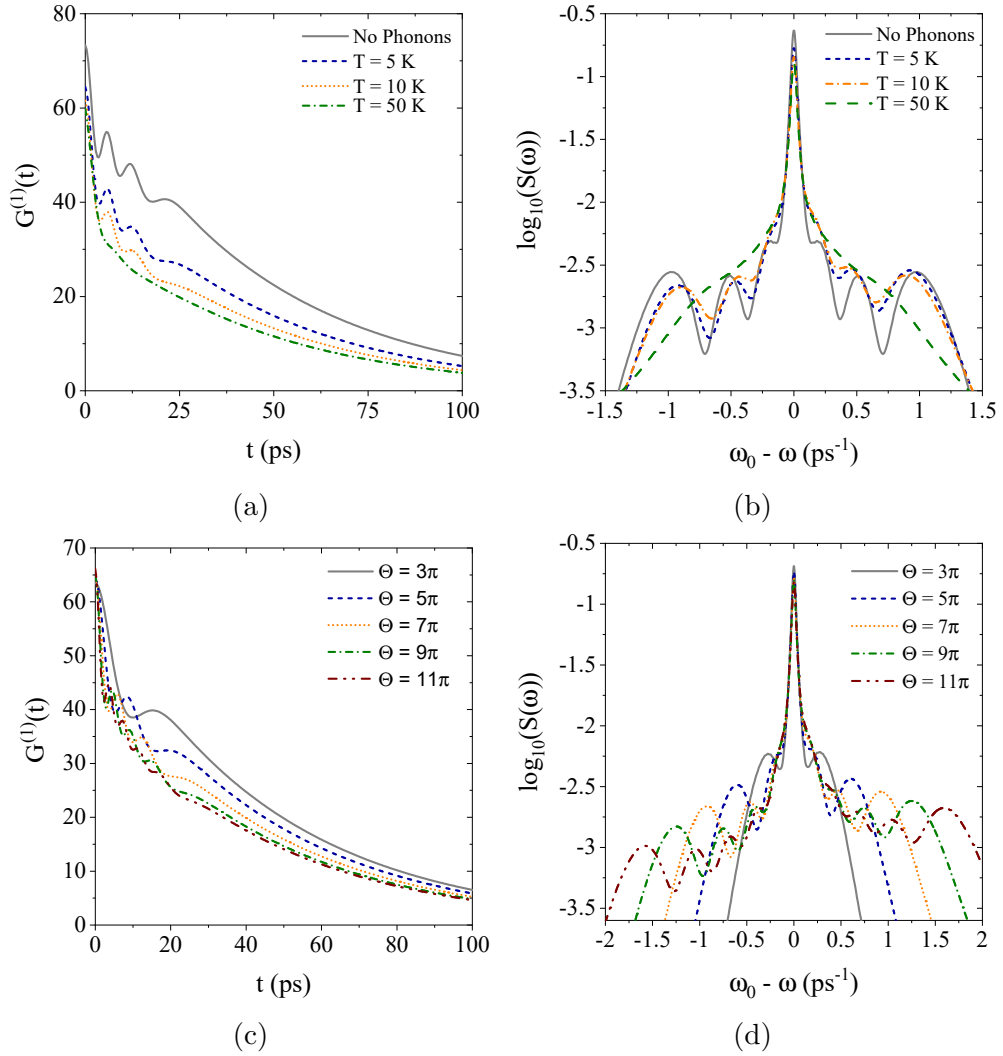 80
60
40
20
0
G⁽¹⁾(t)
No Phonons
T = 5 K
T = 10 K
T = 50 K
0 25 50 75 100
t (ps)
(a)
-0.5
-1
-1.5
-2
-2.5
-3
-3.5
log₁₀(S(ω))
No Phonons
T = 5 K
T = 10 K
T = 50 K
-1.5 -1 -0.5 0 0.5 1 1.5
ω₀ - ω (ps⁻¹)
(b)
70
60
50
40
30
20
10
0
G⁽¹⁾(t)
Θ = 3π
Θ = 5π
Θ = 7π
Θ = 9π
Θ = 11π
0 20 40 60 80 100
t (ps)
(c)
-0.5
-1
-1.5
-2
-2.5
-3
-3.5
log₁₀(S(ω))
Θ = 3π
Θ = 5π
Θ = 7π
Θ = 9π
Θ = 11π
-2 -1.5 -1 -0.5 0 0.5 1 1.5 2
ω₀ - ω (ps⁻¹)
(d)